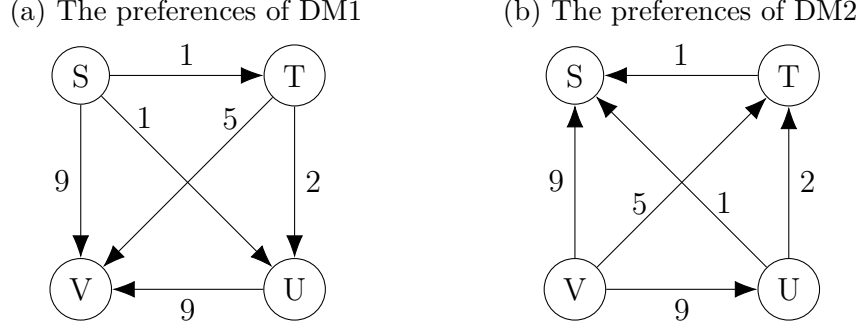 (a) The preferences of DM1
S 1 T
1 5
9 2
V 9 U
(b) The preferences of DM2
S 1 T
9 2
5 1
V 9 U